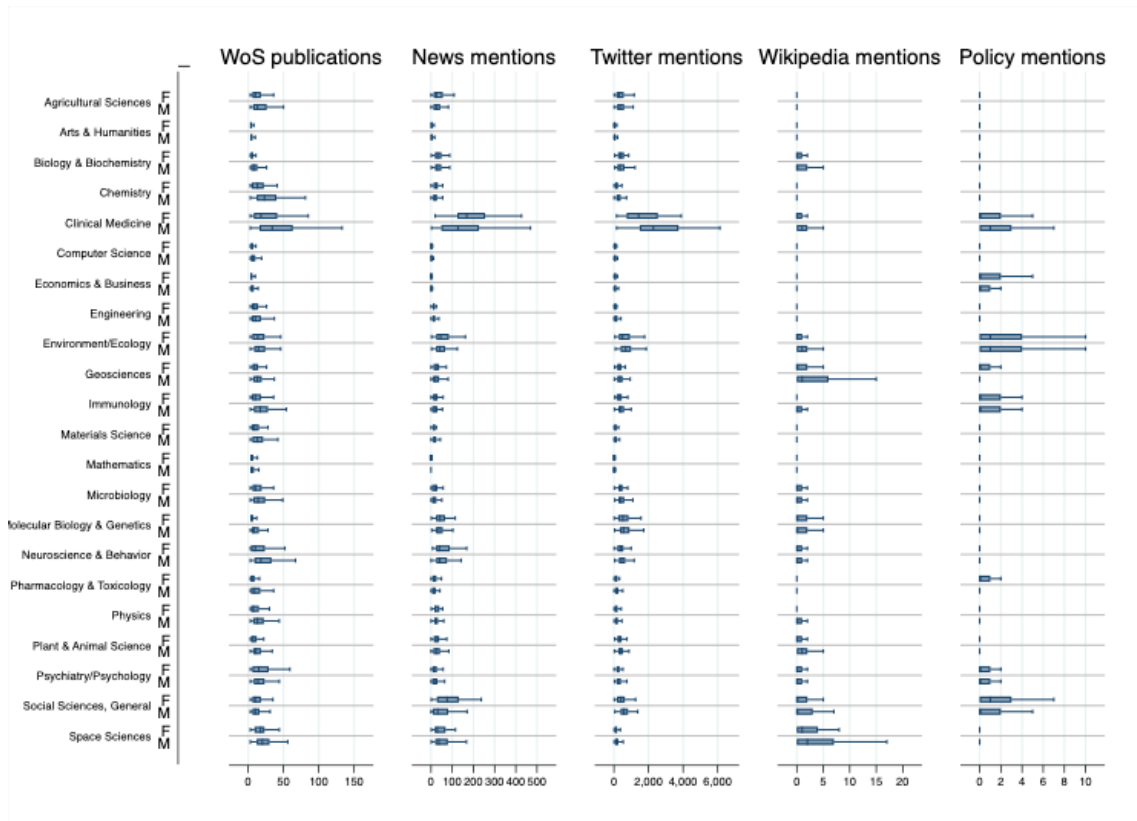 WoS publications News mentions Twitter mentions Wikipedia mentions Policy mentions
Agricultural Sciences F M
Arts & Humanities F M
Biology & Biochemistry F M
Chemistry F M
Clinical Medicine F M
Computer Science F M
Economics & Business F M
Engineering F M
Environment/Ecology F M
Geosciences F M
Immunology F M
Materials Science F M
Mathematics F M
Microbiology F M
olecular Biology & Genetics F M
Neuroscience & Behavior F M
Pharmacology & Toxicology F M
Physics F M
Plant & Animal Science F M
Psychiatry/Psychology F M
Social Sciences, General F M
Space Sciences F M
0 50 100 150 0 100 200 300 400 500 0 2,000 4,000 6,000 0 5 10 15 20 0 2 4 6 8 10